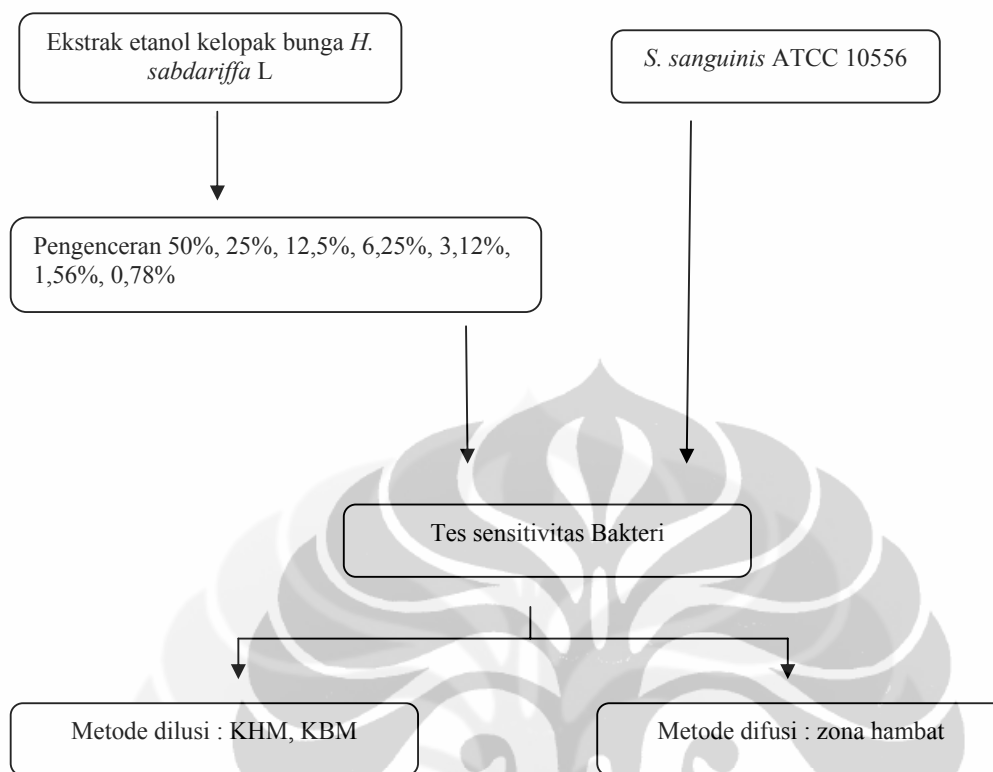 Ekstrak etanol kelopak bunga H.
sabdariffa L
S. sanguinis ATCC 10556
Pengenceran 50%, 25%, 12,5%, 6,25%, 3,12%,
1,56%, 0,78%
Tes sensitivitas Bakteri
Metode dilusi : KHM, KBM
Metode difusi : zona hambat